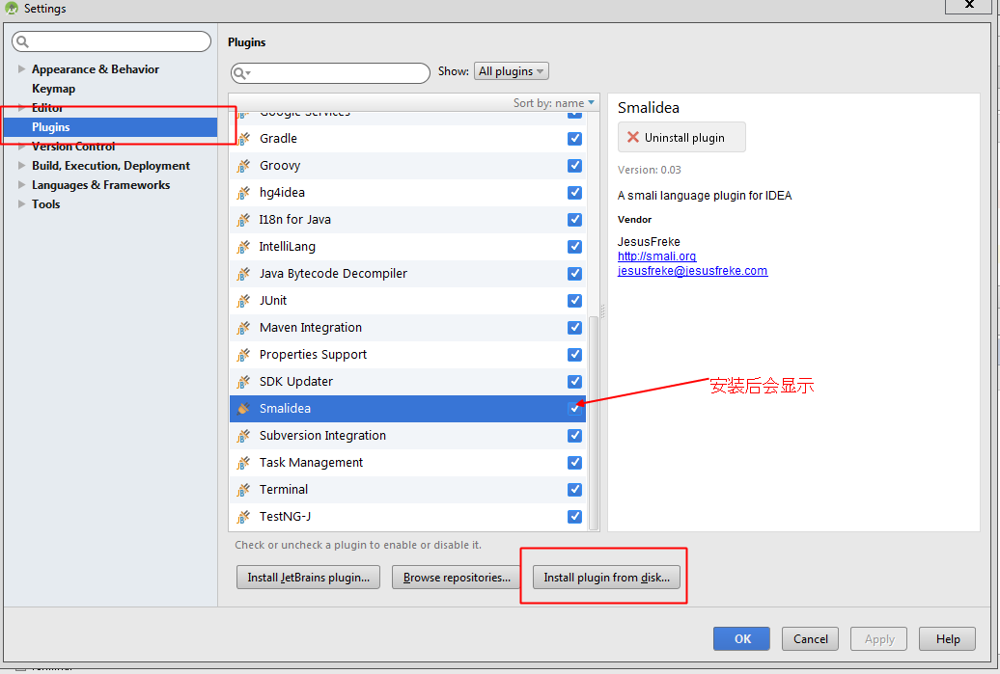 Settings
x
Plugins
Appearance & Behavior
Keymap
Editor
Plugins
Version Control
Build, Execution, Deployment
Languages & Frameworks
Tools
Show: All plugins
Sort by: name
Google Services
Gradle
Groovy
hg4idea
I18n for Java
IntelliLang
Java Bytecode Decompiler
JUnit
Maven Integration
Properties Support
SDK Updater
Smalidea
Subversion Integration
Task Management
Terminal
TestNG-J
Smalidea
Uninstall plugin
Version: 0.03
A smali language plugin for IDEA
Vendor
JesusFreke
http://smali.org
jesusfreke@jesusfreke.com
安装后会显示
Check or uncheck a plugin to enable or disable it.
Install JetBrains plugin... Browse repositories... Install plugin from disk...
OK Cancel Apply Help